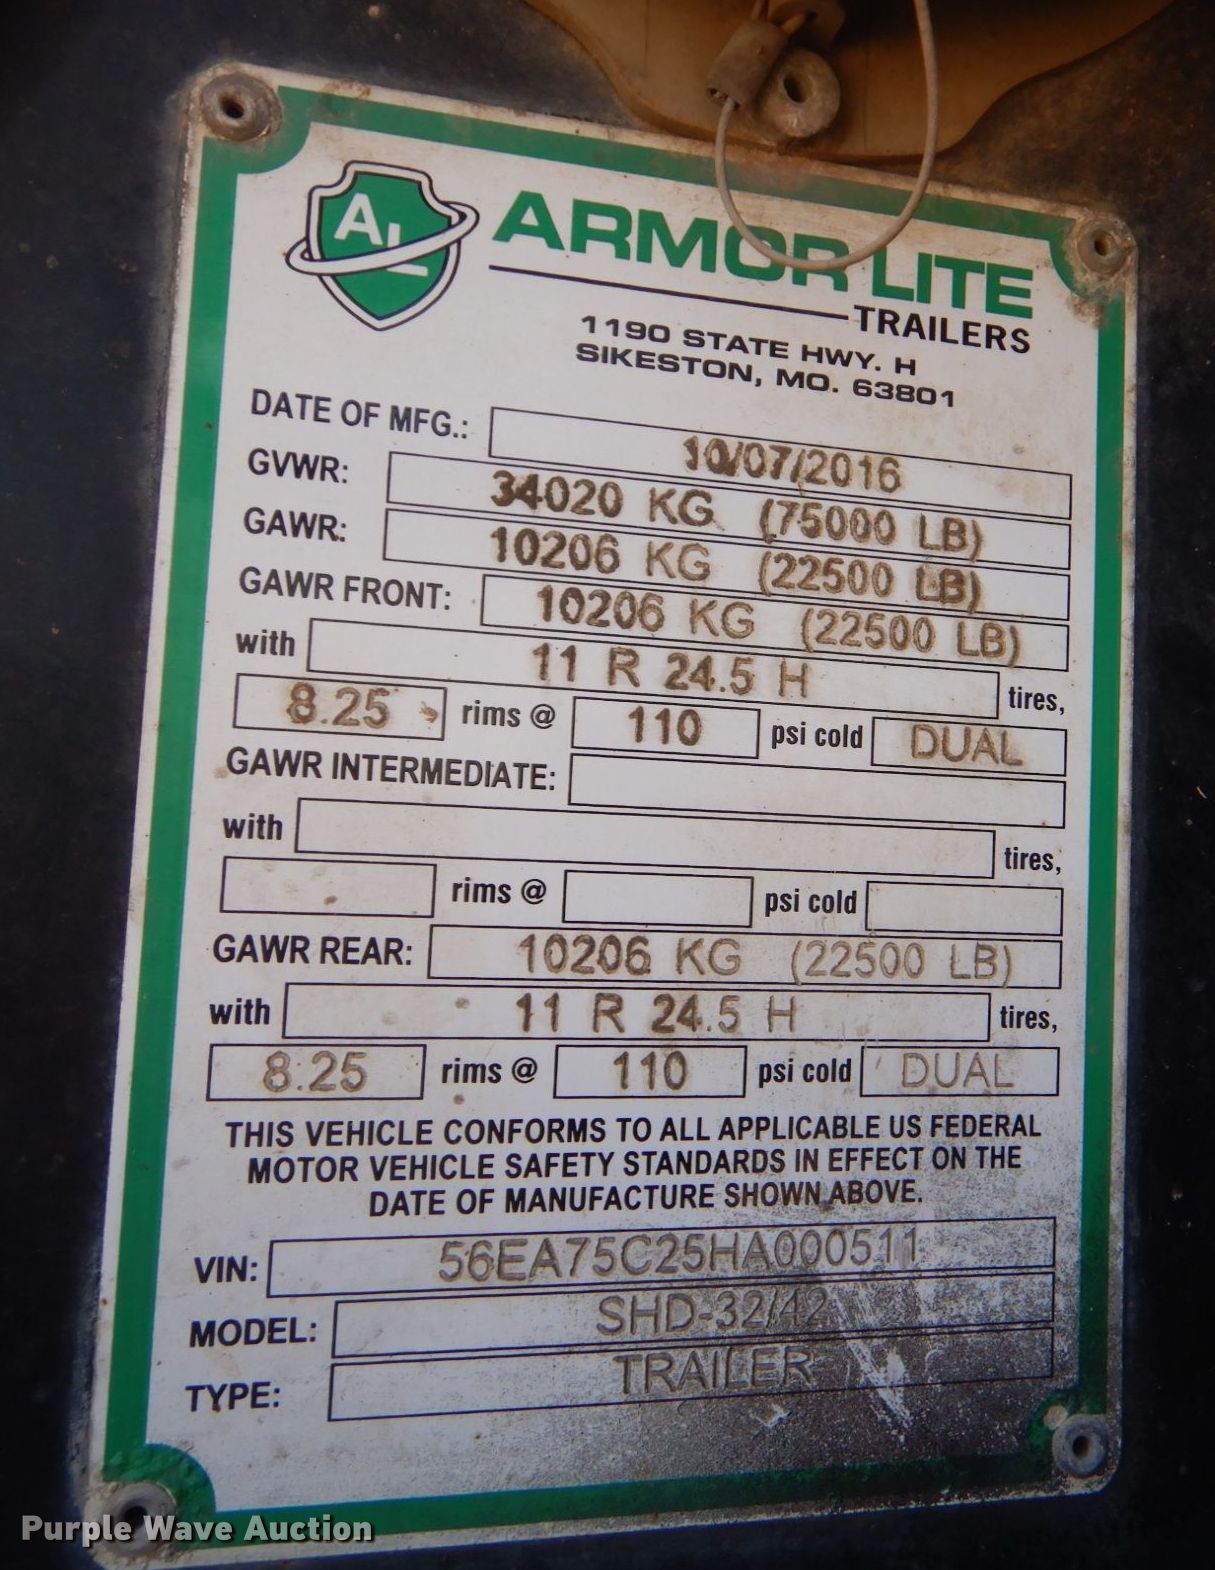 AL
ARMOR LITE
TRAILERS
1190 STATE HWY. H
SIKESTON, MO. 63801
DATE OF MFG.: 10/07/2016
GVWR: 34020 KG (75000 LB)
GAWR: 10206 KG (22500 LB)
GAWR FRONT: 10206 KG (22500 LB)
with 11 R 24.5 H tires,
8.25 rims @ 110 psi cold DUAL
GAWR INTERMEDIATE:
with tires,
rims @ psi cold
GAWR REAR: 10206 KG (22500 LB)
with 11 R 24.5 H tires,
8.25 rims @ 110 psi cold DUAL
THIS VEHICLE CONFORMS TO ALL APPLICABLE US FEDERAL
MOTOR VEHICLE SAFETY STANDARDS IN EFFECT ON THE
DATE OF MANUFACTURE SHOWN ABOVE.
VIN: 56EA75C25HA000511
MODEL: SHD-32/42
TYPE: TRAILER
Purple Wave Auction